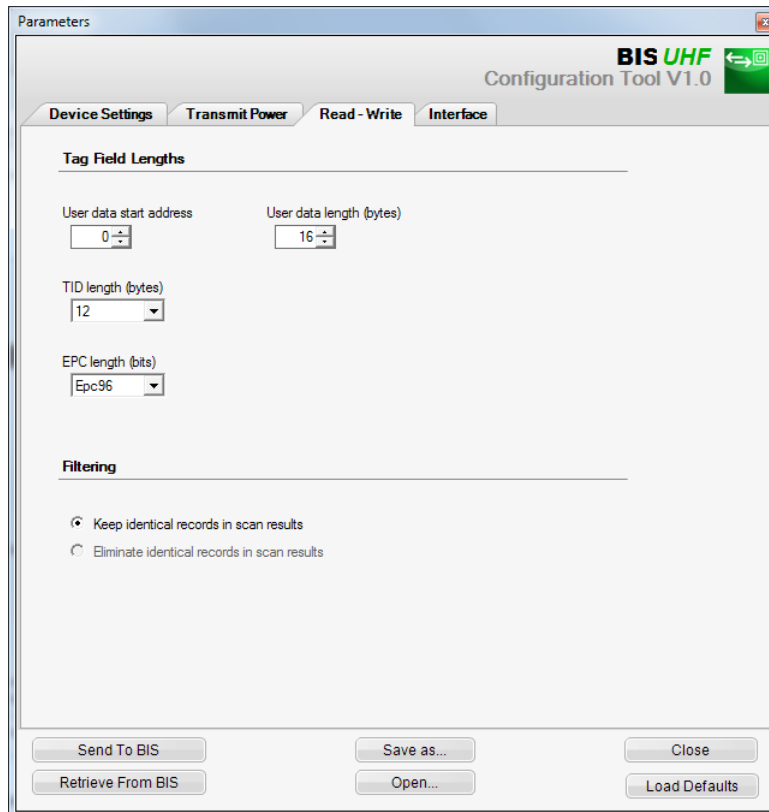 Parameters
BIS UHF
Configuration Tool V1.0
Device Settings Transmit Power Read - Write Interface
Tag Field Lengths
User data start address User data length (bytes)
0 16
TID length (bytes)
12
EPC length (bits)
Epc96
Filtering
Keep identical records in scan results
Eliminate identical records in scan results
Send To BIS Save as... Close
Retrieve From BIS Open... Load Defaults